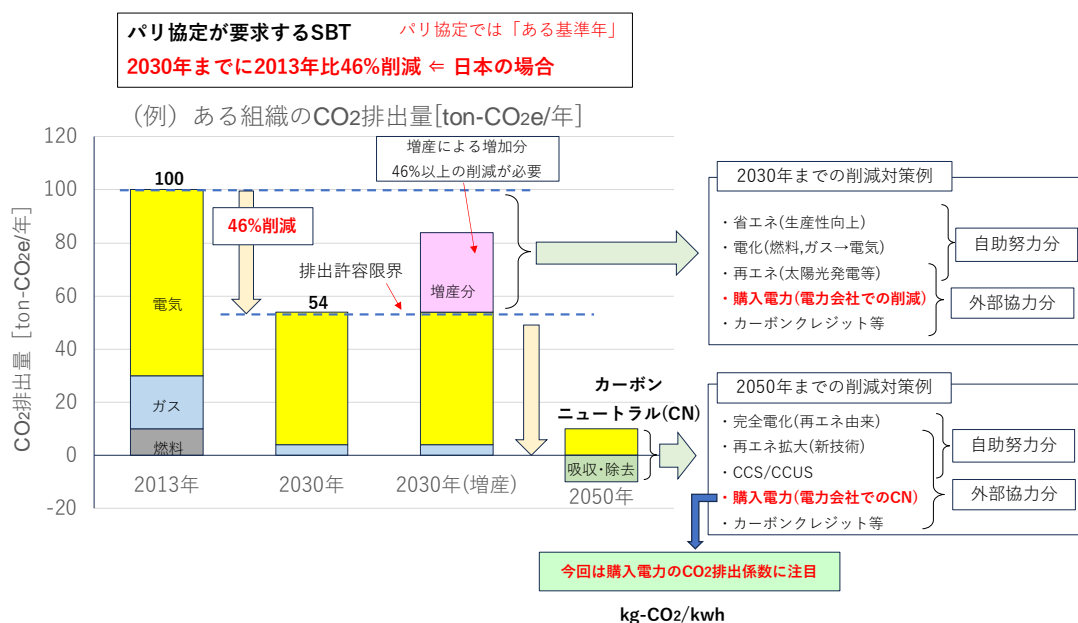 パリ協定が要求するSBT パリ協定では「ある基準年」
2030年までに2013年比46%削減 ⇐ 日本の場合
（例）ある組織のCO2排出量[ton-CO2e/年]
CO2排出量 [ton-CO2e/年]
120
100
80
60
40
20
0
-20
100
電気
ガス
燃料
2013年
46%削減
54
2030年
排出許容限界
増産による増加分
46%以上の削減が必要
増産分
2030年(増産)
カーボン
ニュートラル(CN)
吸収・除去
2050年
2030年までの削減対策例
・省エネ(生産性向上)
・電化(燃料,ガス→電気)
・再エネ(太陽光発電等)
・購入電力(電力会社での削減)
・カーボンクレジット等
自助努力分
外部協力分
2050年までの削減対策例
・完全電化(再エネ由来)
・再エネ拡大(新技術)
・CCS/CCUS
・購入電力(電力会社でのCN)
・カーボンクレジット等
自助努力分
外部協力分
今回は購入電力のCO2排出係数に注目
kg-CO2/kwh